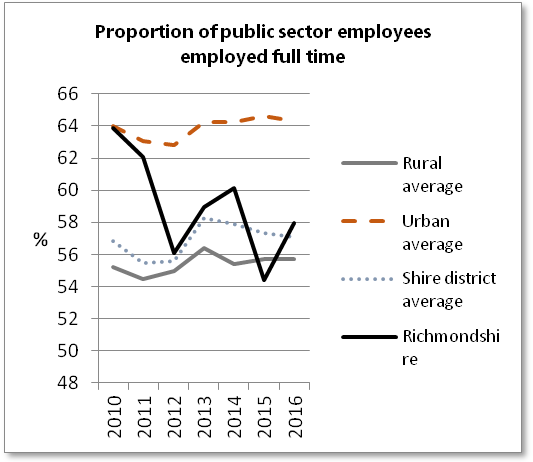 Proportion of public sector employees
employed full time
66
64
62
60
58
56
54
52
50
48
%
2010
2011
2012
2013
2014
2015
2016
Rural
average
Urban
average
Shire district
average
Richmondshi
re